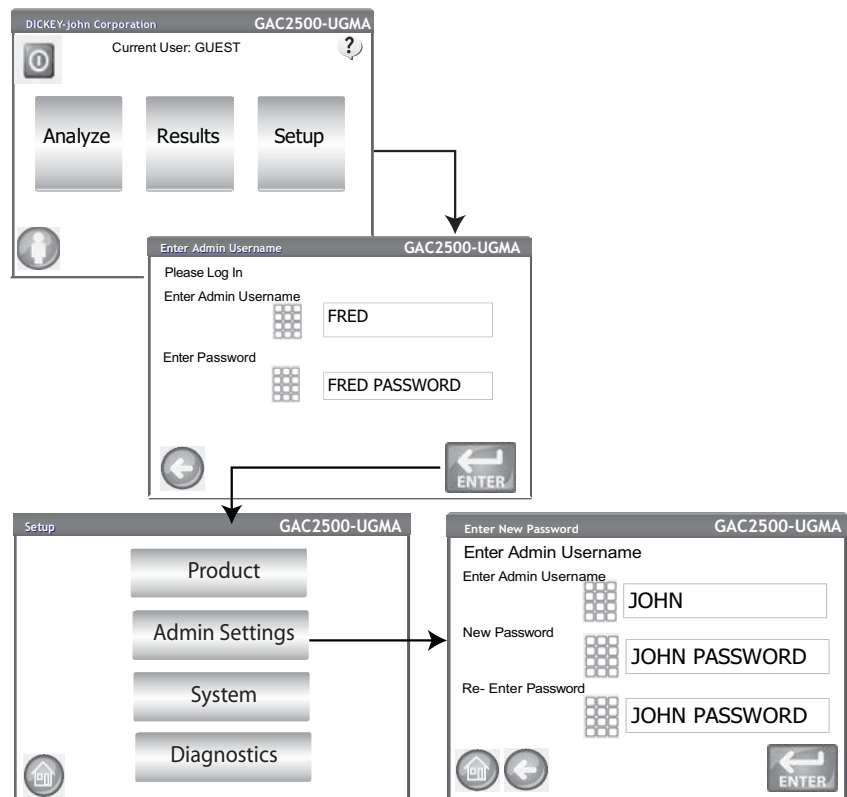 DICKEY-john Corporation GAC2500-UGMA
Current User: GUEST ?
Analyze Results Setup
Enter Admin Username GAC2500-UGMA
Please Log In
Enter Admin Username
FRED
Enter Password
FRED PASSWORD
ENTER
Setup GAC2500-UGMA
Product
Admin Settings
System
Diagnostics
Enter New Password GAC2500-UGMA
Enter Admin Username
Enter Admin Username
JOHN
New Password
JOHN PASSWORD
Re- Enter Password
JOHN PASSWORD
ENTER